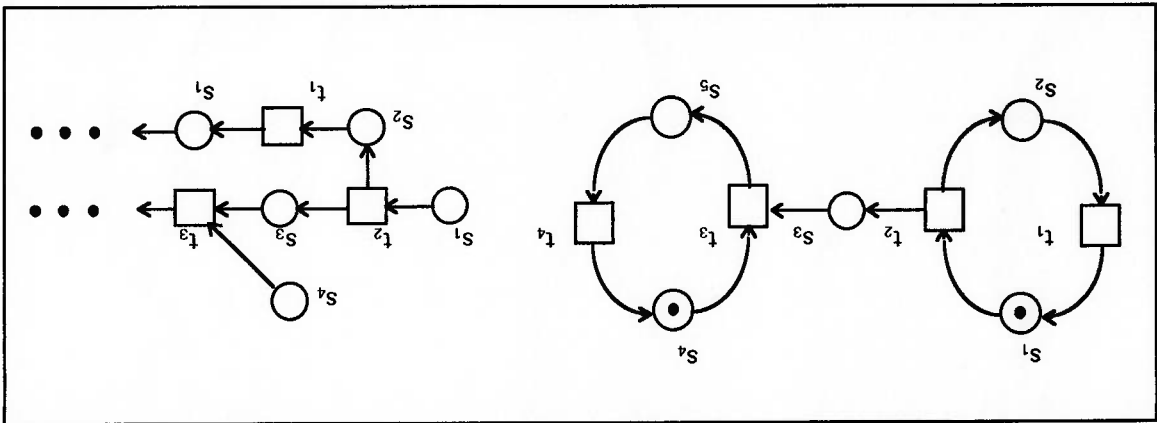 s₁ s₄
s₄
t₁ t₂ s₃ t₃ t₄
s₁ t₂ s₃ t₃ • • •
s₂ s₅
s₂ t₁ s₁ • • •